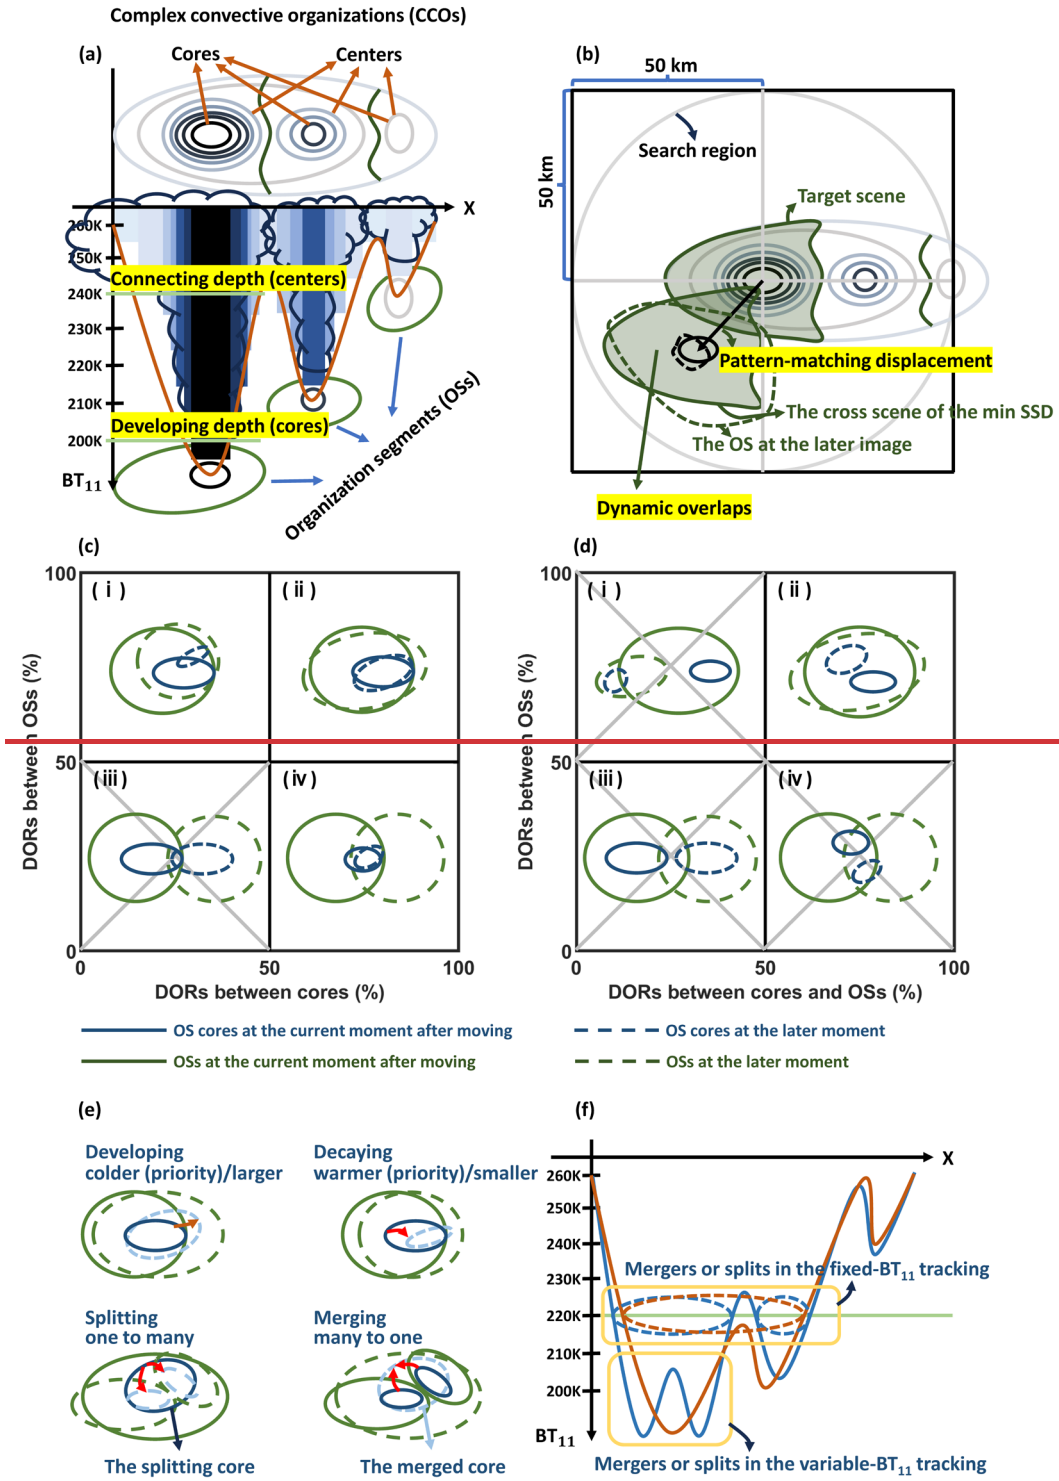 Complex convective organizations (CCOs)
(a)
Cores
Centers
X
260K
250K
Connecting depth (centers)
240K
230K
220K
210K
Developing depth (cores)
200K
BT11
Organization segments (OSs)
(b)
50 km
50 km
Search region
Target scene
Pattern-matching displacement
The cross scene of the min SSD
The OS at the later image
Dynamic overlaps
(c)
100
( i )
( ii )
50
(iii)
(iv)
0
0
50
100
DORs between OSs (%)
DORs between cores (%)
(d)
100
( i )
( ii )
50
(iii)
(iv)
0
0
50
100
DORs between OSs (%)
DORs between cores and OSs (%)
OS cores at the current moment after moving
OS cores at the later moment
OSs at the current moment after moving
OSs at the later moment
(e)
Developing
colder (priority)/larger
Decaying
warmer (priority)/smaller
Splitting
one to many
Merging
many to one
The splitting core
The merged core
(f)
X
260K
250K
240K
230K
220K
210K
200K
BT11
Mergers or splits in the fixed-BT11 tracking
Mergers or splits in the variable-BT11 tracking